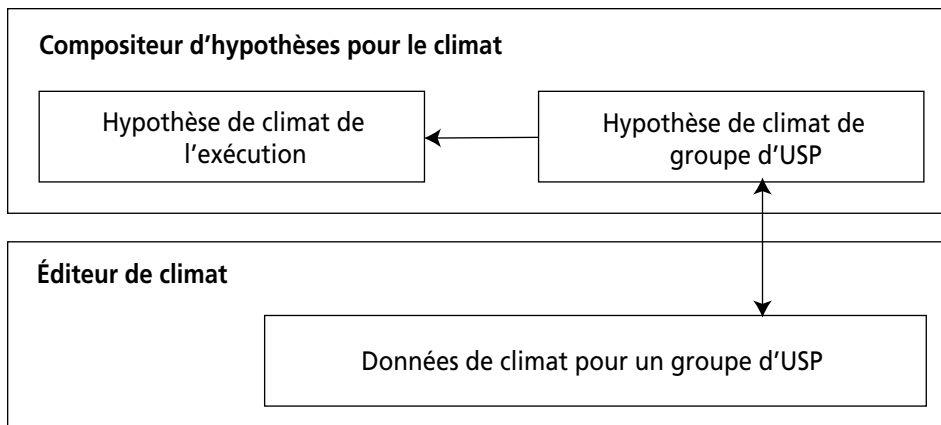 Compositeur d’hypothèses pour le climat
Hypothèse de climat de
l’exécution
Hypothèse de climat de
groupe d’USP
Éditeur de climat
Données de climat pour un groupe d’USP